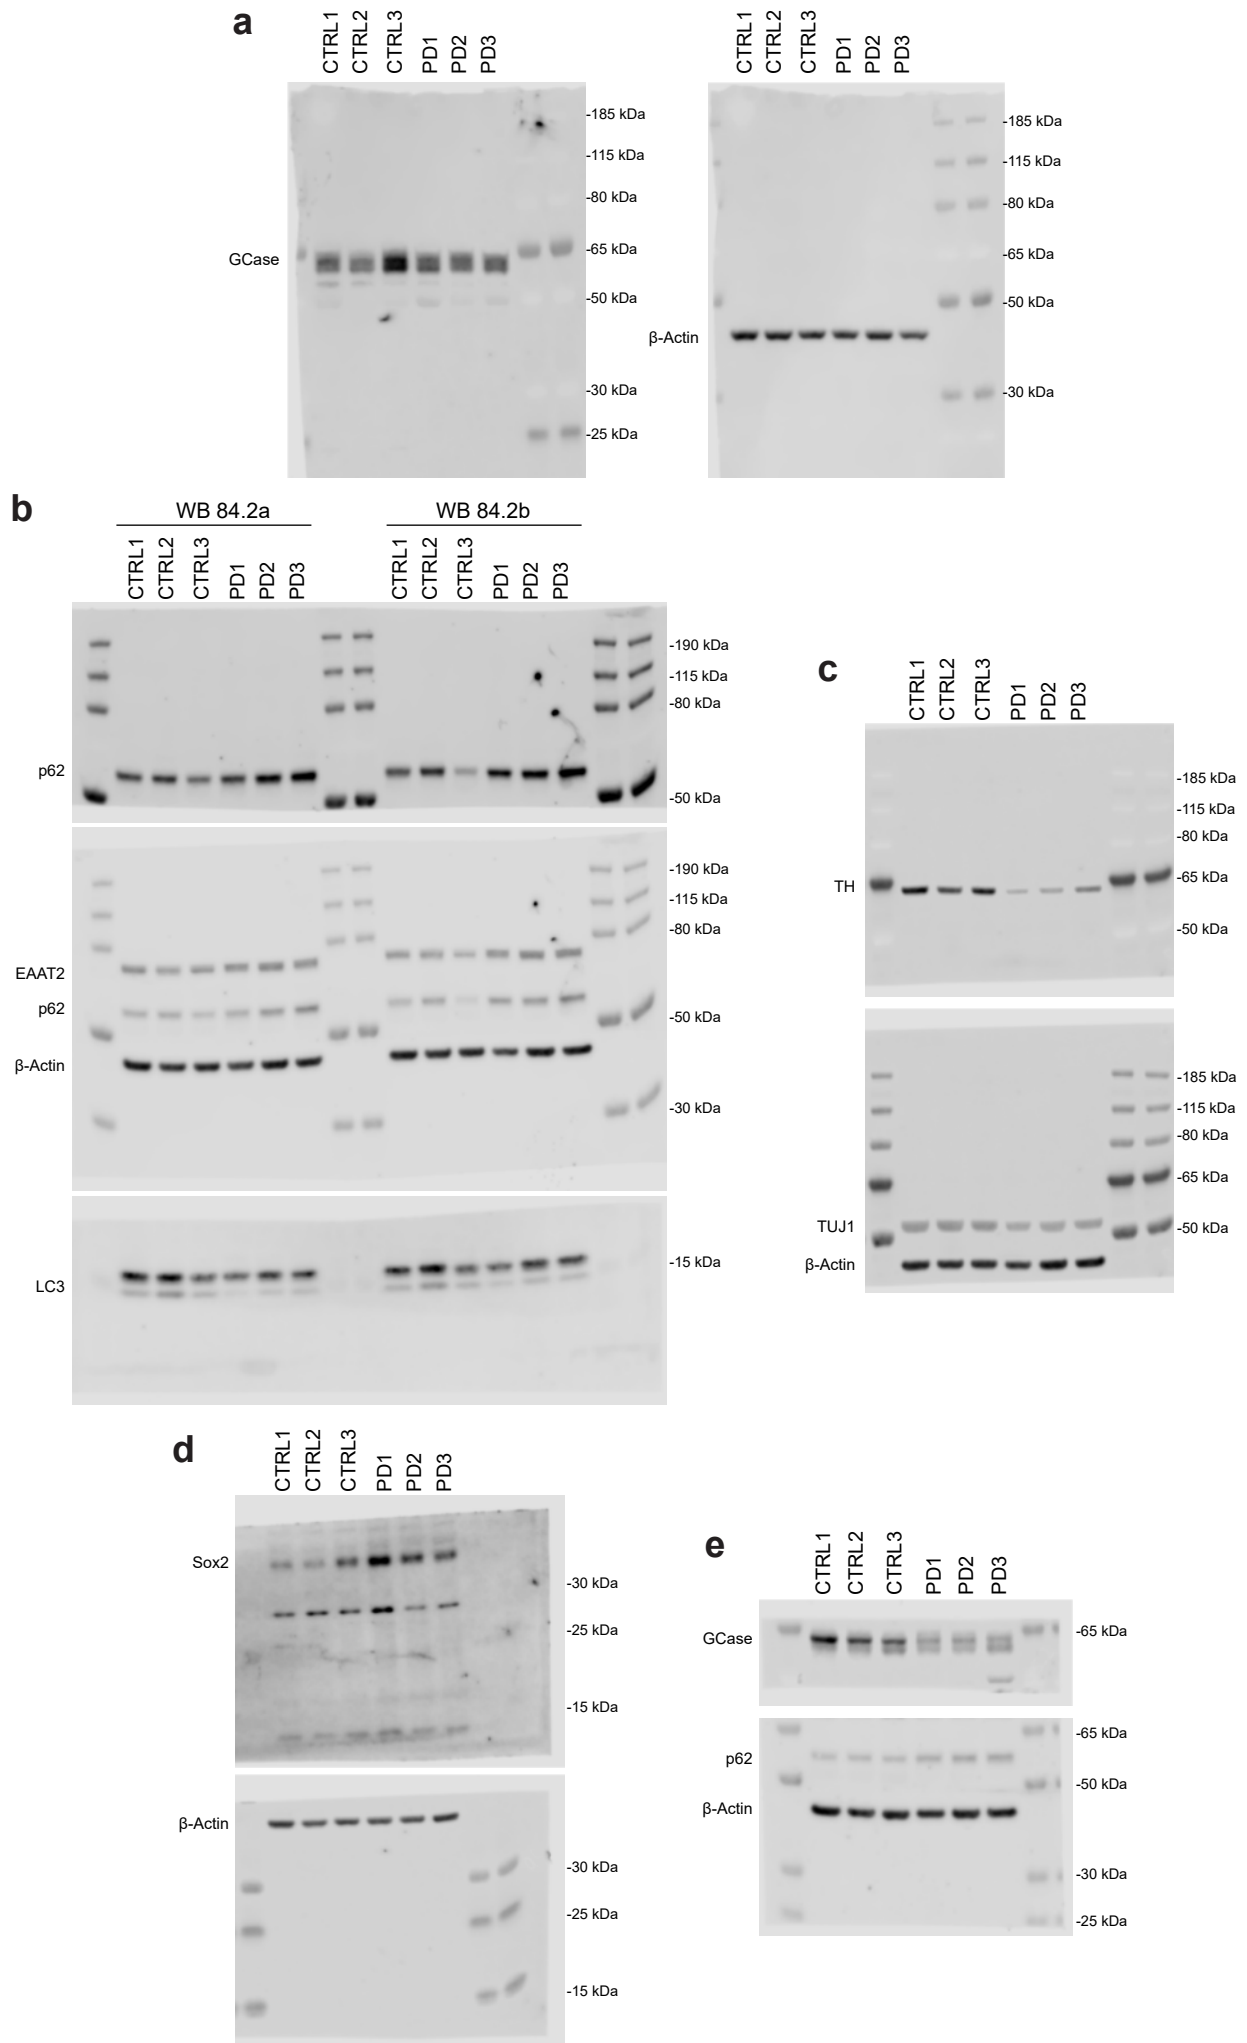 a
CTRL1 CTRL2 CTRL3 PD1 PD2 PD3
CTRL1 CTRL2 CTRL3 PD1 PD2 PD3
-185 kDa
-115 kDa
-80 kDa
-65 kDa
GCase
-50 kDa
-30 kDa
-25 kDa
-185 kDa
-115 kDa
-80 kDa
-65 kDa
-50 kDa
β-Actin
-30 kDa
b
WB 84.2a
WB 84.2b
CTRL1 CTRL2 CTRL3 PD1 PD2 PD3
CTRL1 CTRL2 CTRL3 PD1 PD2 PD3
-190 kDa
-115 kDa
-80 kDa
p62
-50 kDa
-190 kDa
-115 kDa
-80 kDa
EAAT2
p62
-50 kDa
β-Actin
-30 kDa
-15 kDa
LC3
c
CTRL1 CTRL2 CTRL3 PD1 PD2 PD3
-185 kDa
-115 kDa
-80 kDa
-65 kDa
TH
-50 kDa
-185 kDa
-115 kDa
-80 kDa
-65 kDa
TUJ1
-50 kDa
β-Actin
d
CTRL1 CTRL2 CTRL3 PD1 PD2 PD3
Sox2
-30 kDa
-25 kDa
-15 kDa
β-Actin
-30 kDa
-25 kDa
-15 kDa
e
CTRL1 CTRL2 CTRL3 PD1 PD2 PD3
GCase
-65 kDa
-65 kDa
p62
-50 kDa
β-Actin
-30 kDa
-25 kDa